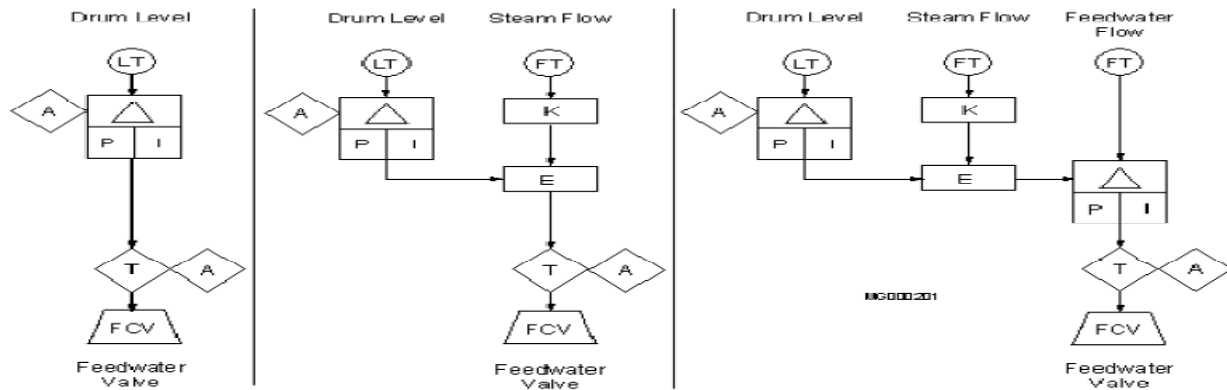 Drum Level
LT
A
P I
T A
FCV
Feedwater
Valve
Drum Level Steam Flow
LT FT
A K
P I
E
T A
FCV
Feedwater
Valve
Drum Level Steam Flow Feedwater
Flow
LT FT FT
A K
P I E
P I
T A
FCV
Feedwater
Valve